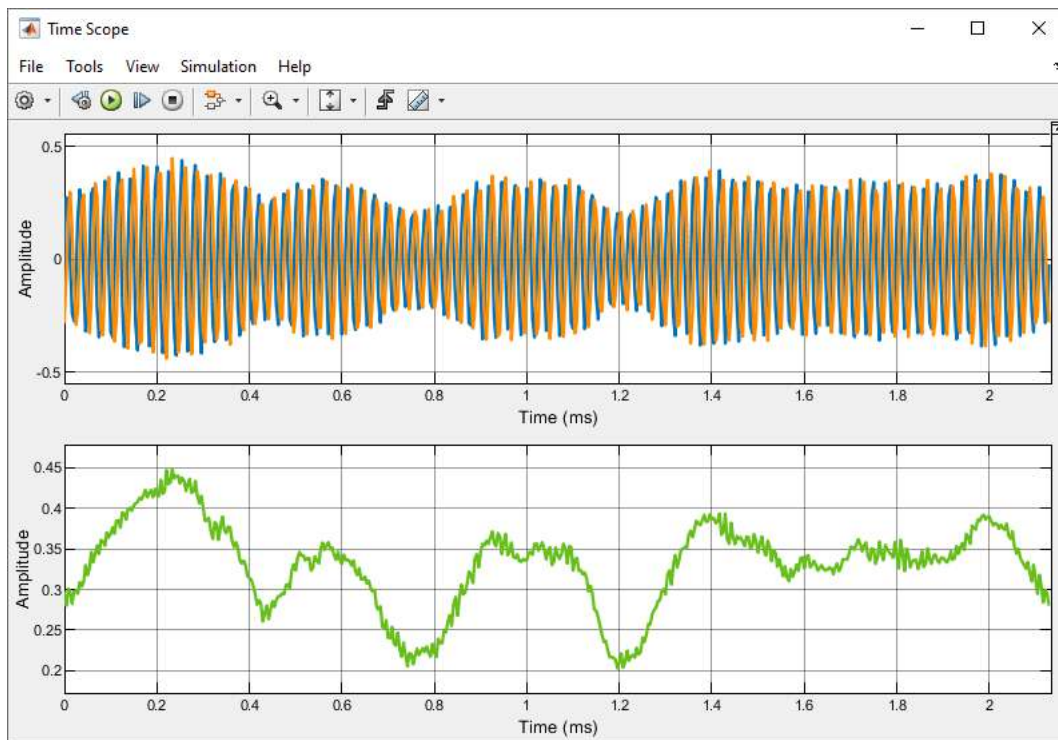 Time Scope
File Tools View Simulation Help
0.5
0
-0.5
Amplitude
0 0.2 0.4 0.6 0.8 1 1.2 1.4 1.6 1.8 2
Time (ms)
0.45
0.4
0.35
0.3
0.25
0.2
Amplitude
0 0.2 0.4 0.6 0.8 1 1.2 1.4 1.6 1.8 2
Time (ms)